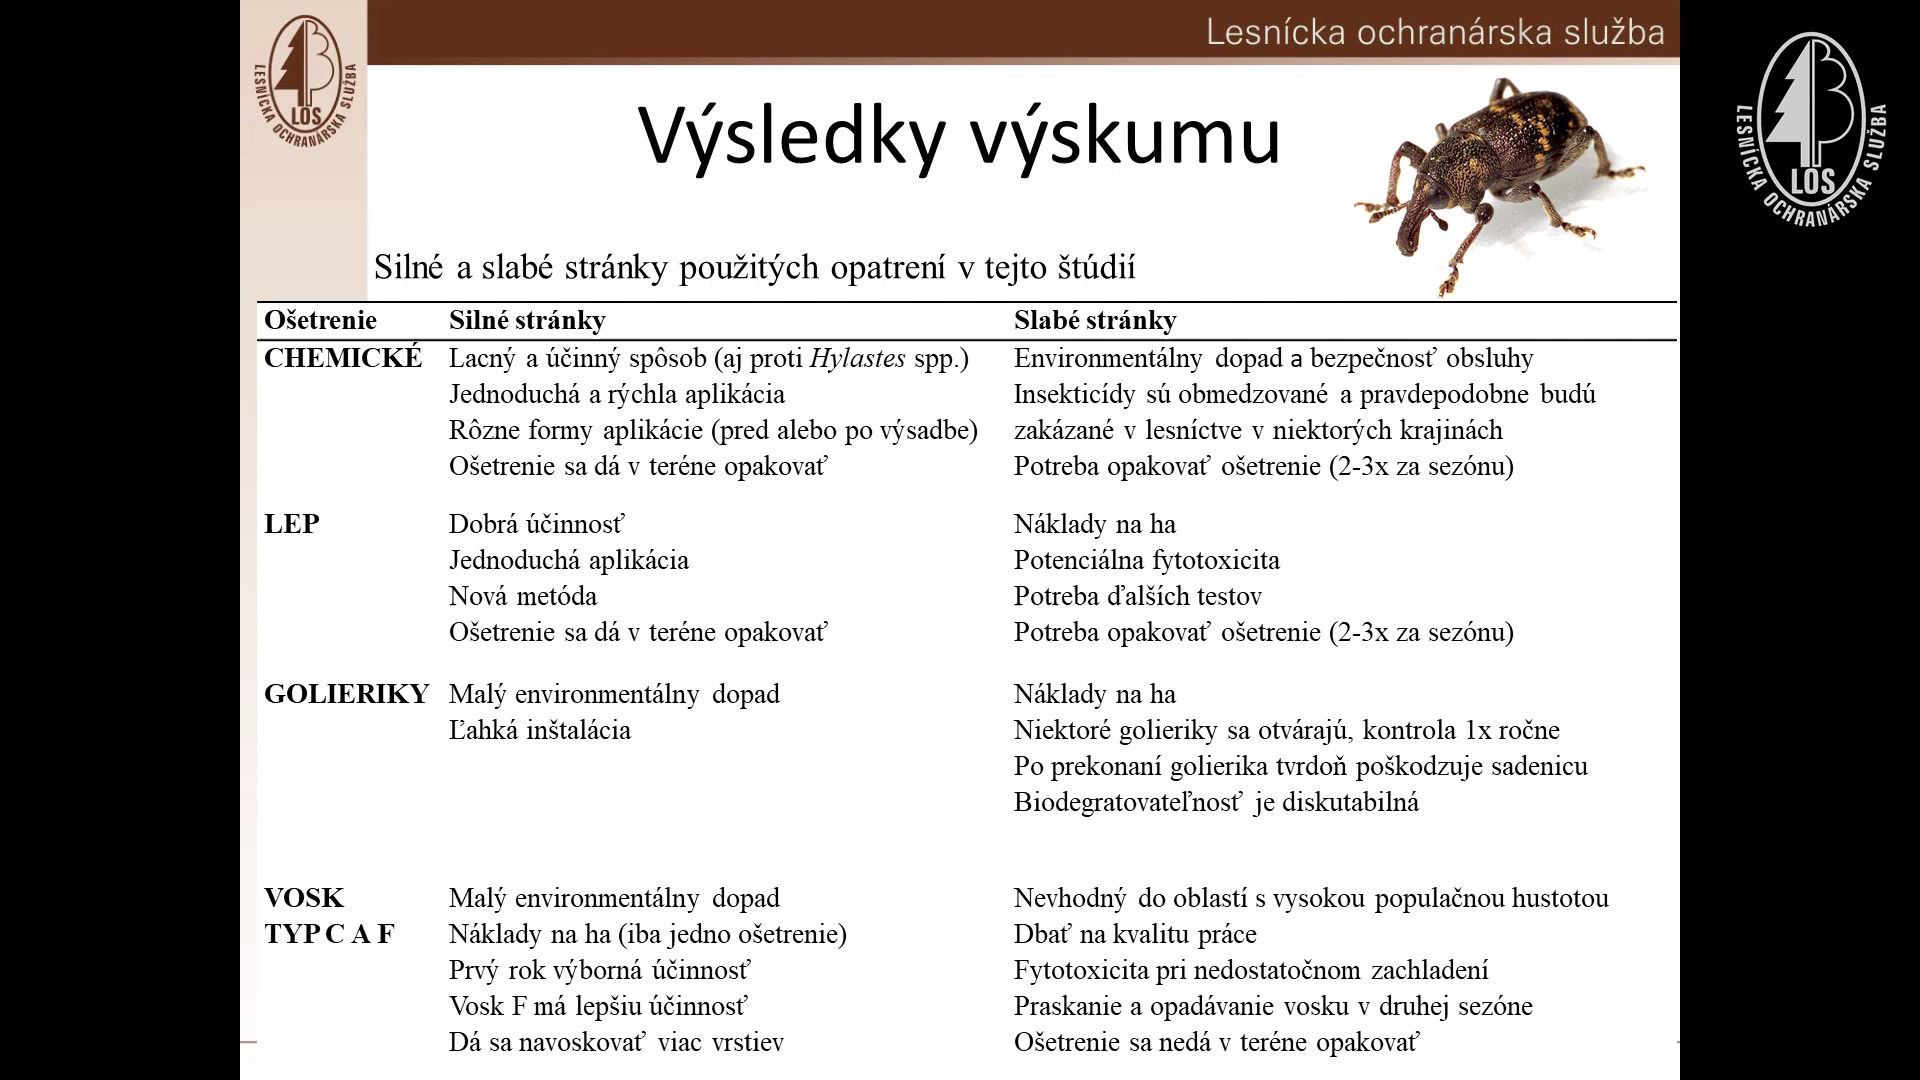 Lesnícka ochranárska služba
LESNÍCKA OCHRANÁRSKA SLUŽBA
LOS
LESNÍCKA OCHRANÁRSKA SLUŽBA
LOS
Výsledky výskumu
Silné a slabé stránky použitých opatrení v tejto štúdií
Ošetrenie Silné stránky Slabé stránky
CHEMICKÉ Lacný a účinný spôsob (aj proti Hylastes spp.) Environmentálny dopad a bezpečnosť obsluhy
Jednoduchá a rýchla aplikácia Insekticídy sú obmedzované a pravdepodobne budú
Rôzne formy aplikácie (pred alebo po výsadbe) zakázané v lesníctve v niektorých krajinách
Ošetrenie sa dá v teréne opakovať Potreba opakovať ošetrenie (2-3x za sezónu)
LEP Dobrá účinnosť Náklady na ha
Jednoduchá aplikácia Potenciálna fytotoxicita
Nová metóda Potreba ďalších testov
Ošetrenie sa dá v teréne opakovať Potreba opakovať ošetrenie (2-3x za sezónu)
GOLIERIKY Malý environmentálny dopad Náklady na ha
Ľahká inštalácia Niektoré golieriky sa otvárajú, kontrola 1x ročne
Po prekonaní golierika tvrdoň poškodzuje sadenicu
Biodegratovateľnosť je diskutabilná
VOSK Malý environmentálny dopad Nevhodný do oblastí s vysokou populačnou hustotou
TYP C A F Náklady na ha (iba jedno ošetrenie) Dbať na kvalitu práce
Prvý rok výborná účinnosť Fytotoxicita pri nedostatočnom zachladení
Vosk F má lepšiu účinnosť Praskanie a opadávanie vosku v druhej sezóne
Dá sa navoskovať viac vrstiev Ošetrenie sa nedá v teréne opakovať